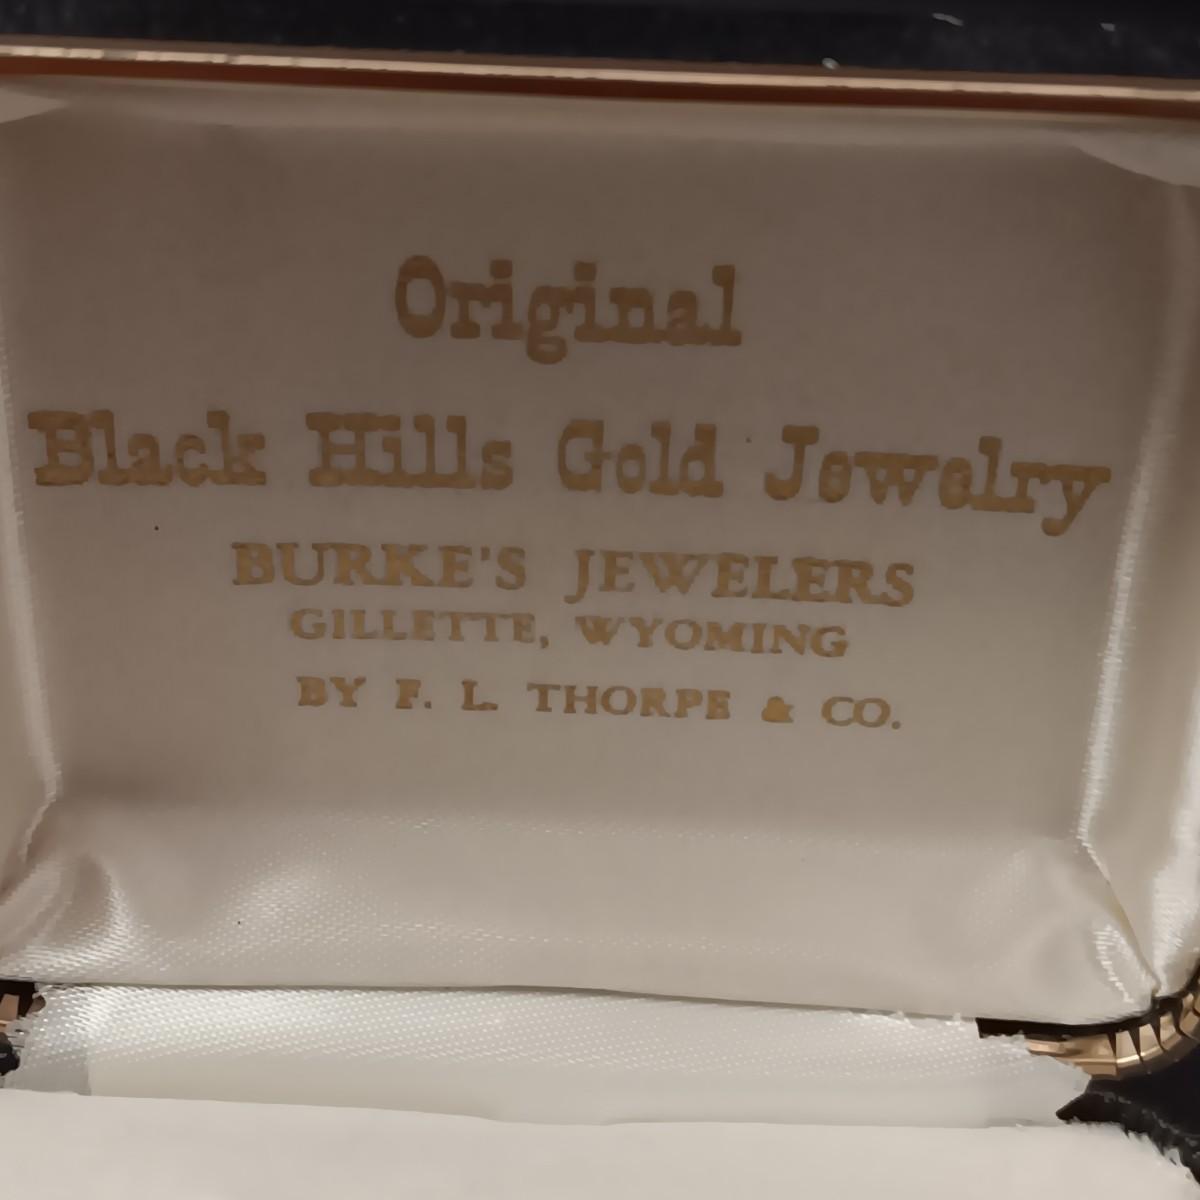 Original
Black Hills Gold Jewelry
BURKE'S JEWELERS
GILLETTE, WYOMING
BY F. L. THORPE & CO.